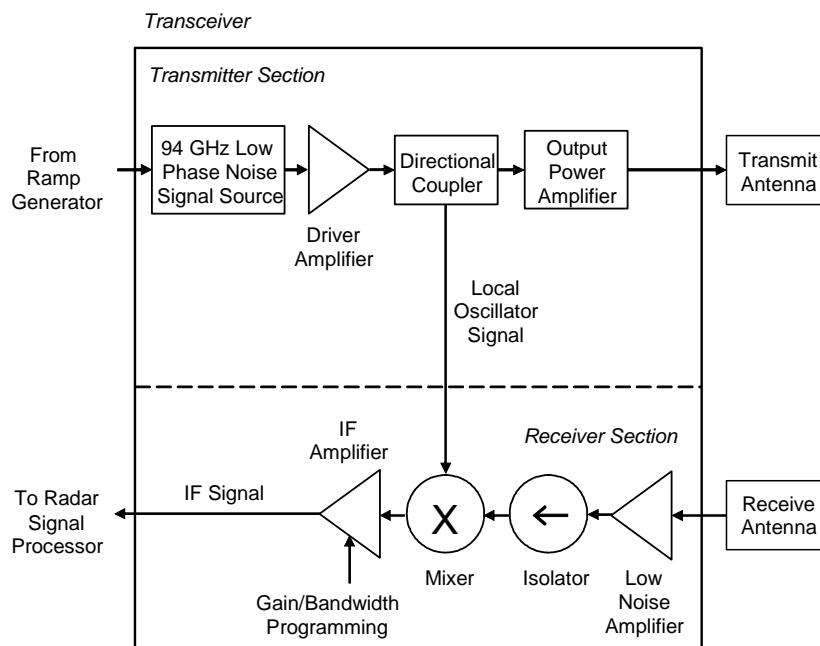 Transceiver
Transmitter Section
From
Ramp
Generator
94 GHz Low
Phase Noise
Signal Source
Driver
Amplifier
Directional
Coupler
Output
Power
Amplifier
Transmit
Antenna
Local
Oscillator
Signal
Receiver Section
IF
Amplifier
To Radar
Signal
Processor
IF Signal
X
Mixer
Isolator
Low
Noise
Amplifier
Receive
Antenna
Gain/Bandwidth
Programming